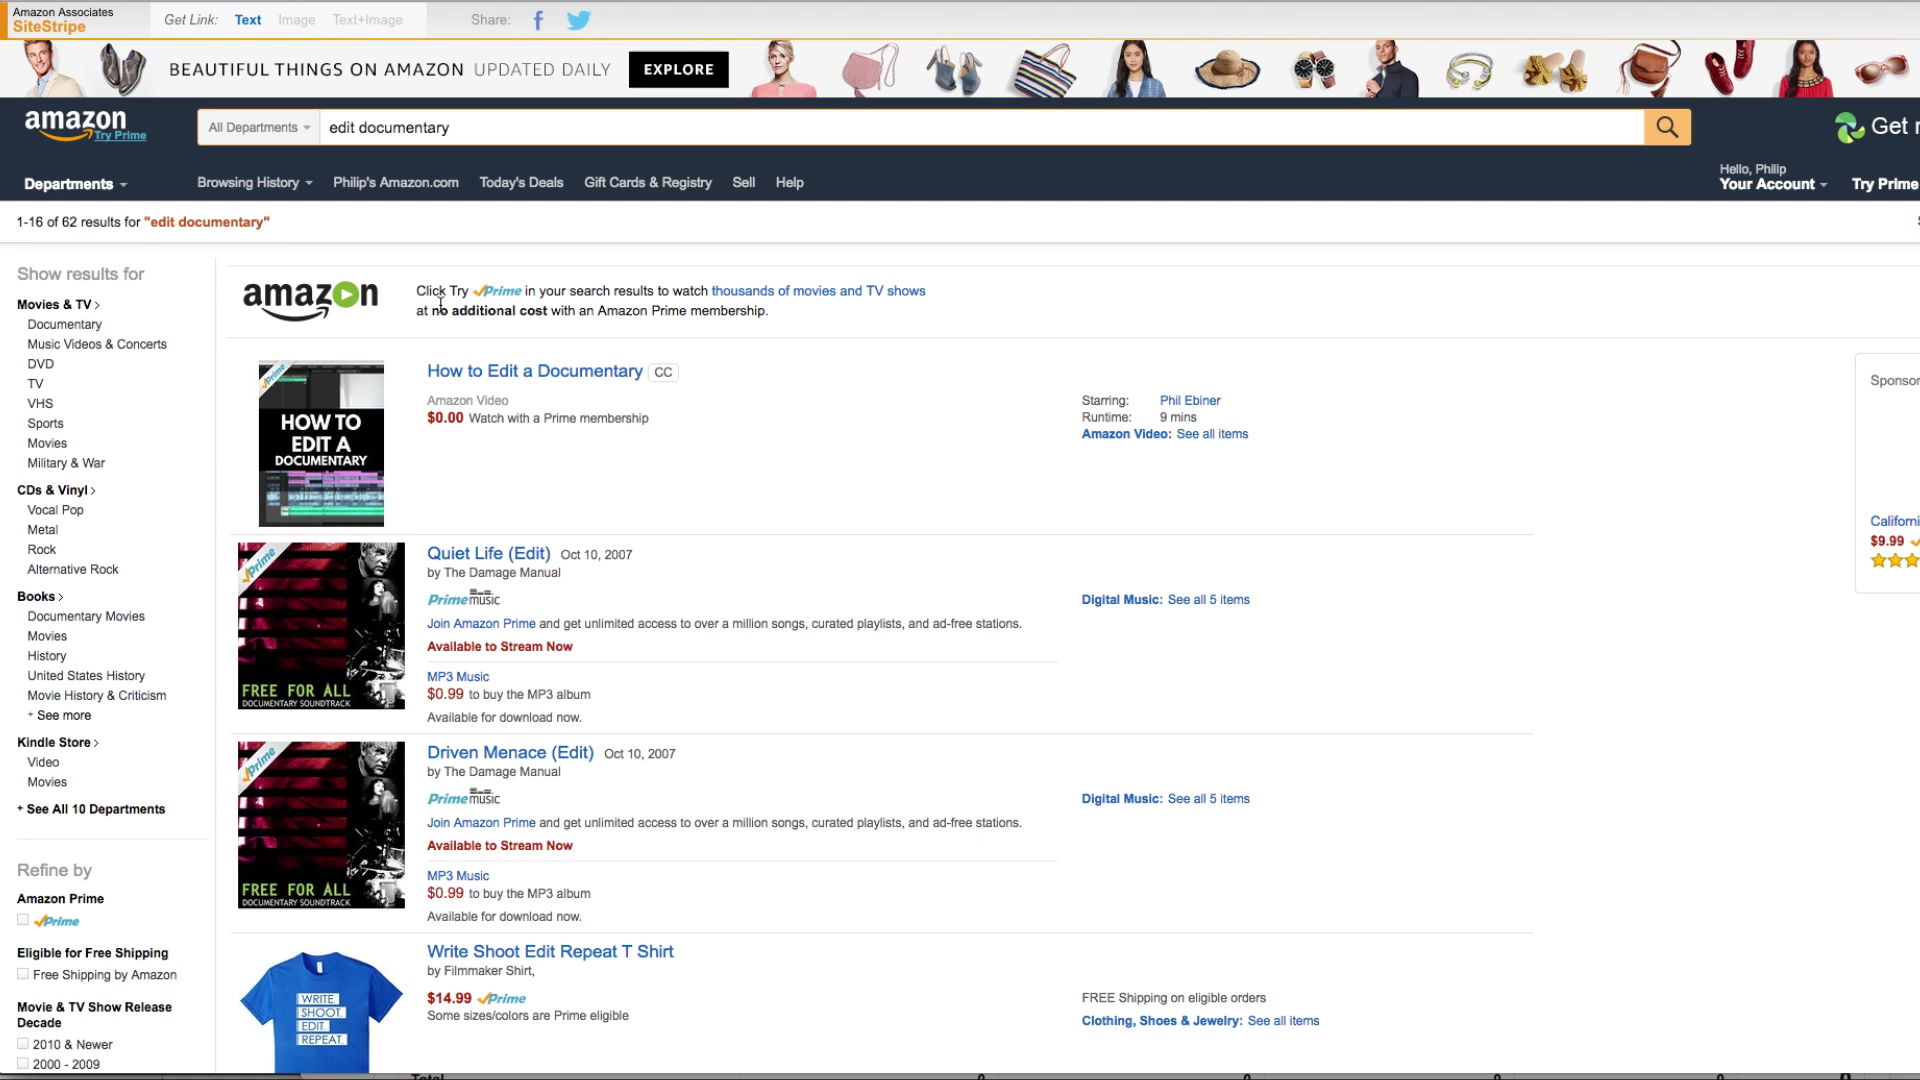 Amazon Associates
SiteStripe
Get Link: Text Image Text+Image
Share:
BEAUTIFUL THINGS ON AMAZON UPDATED DAILY EXPLORE
amazon
Try Prime
All Departments
edit documentary
Get
Departments
Browsing History
Philip's Amazon.com
Today's Deals
Gift Cards & Registry
Sell
Help
Hello, Philip
Your Account
Try Prime
1-16 of 62 results for "edit documentary"
Show results for
Movies & TV >
Documentary
Music Videos & Concerts
DVD
TV
VHS
Sports
Movies
Military & War
CDs & Vinyl >
Vocal Pop
Metal
Rock
Alternative Rock
Books >
Documentary Movies
Movies
History
United States History
Movie History & Criticism
+ See more
Kindle Store >
Video
Movies
+ See All 10 Departments
Refine by
Amazon Prime
Prime
Eligible for Free Shipping
Free Shipping by Amazon
Movie & TV Show Release
Decade
2010 & Newer
2000 - 2009
amazon
Click Try Prime in your search results to watch thousands of movies and TV shows
at no additional cost with an Amazon Prime membership.
Prime
HOW TO
EDIT A
DOCUMENTARY
How to Edit a Documentary CC
Amazon Video
$0.00 Watch with a Prime membership
Starring: Phil Ebiner
Runtime: 9 mins
Amazon Video: See all items
Prime
FREE FOR ALL
DOCUMENTARY SOUNDTRACK
Quiet Life (Edit) Oct 10, 2007
by The Damage Manual
Prime music
Join Amazon Prime and get unlimited access to over a million songs, curated playlists, and ad-free stations.
Available to Stream Now
MP3 Music
$0.99 to buy the MP3 album
Available for download now.
Digital Music: See all 5 items
Prime
FREE FOR ALL
DOCUMENTARY SOUNDTRACK
Driven Menace (Edit) Oct 10, 2007
by The Damage Manual
Prime music
Join Amazon Prime and get unlimited access to over a million songs, curated playlists, and ad-free stations.
Available to Stream Now
MP3 Music
$0.99 to buy the MP3 album
Available for download now.
Digital Music: See all 5 items
WRITE.
SHOOT.
EDIT.
REPEAT.
Write Shoot Edit Repeat T Shirt
by Filmmaker Shirt,
$14.99 Prime
Some sizes/colors are Prime eligible
FREE Shipping on eligible orders
Clothing, Shoes & Jewelry: See all items
Sponsor
Californi
$9.99